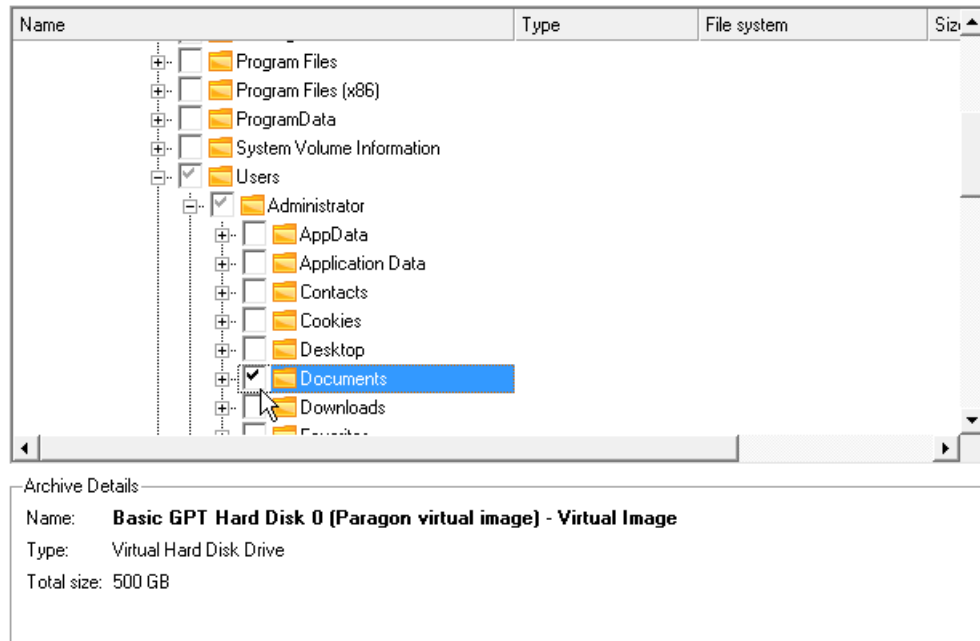 Name Type File system Siz
Program Files
Program Files (x86)
ProgramData
System Volume Information
Users
Administrator
AppData
Application Data
Contacts
Cookies
Desktop
Documents
Downloads
Archive Details
Name: Basic GPT Hard Disk 0 (Paragon virtual image) - Virtual Image
Type: Virtual Hard Disk Drive
Total size: 500 GB